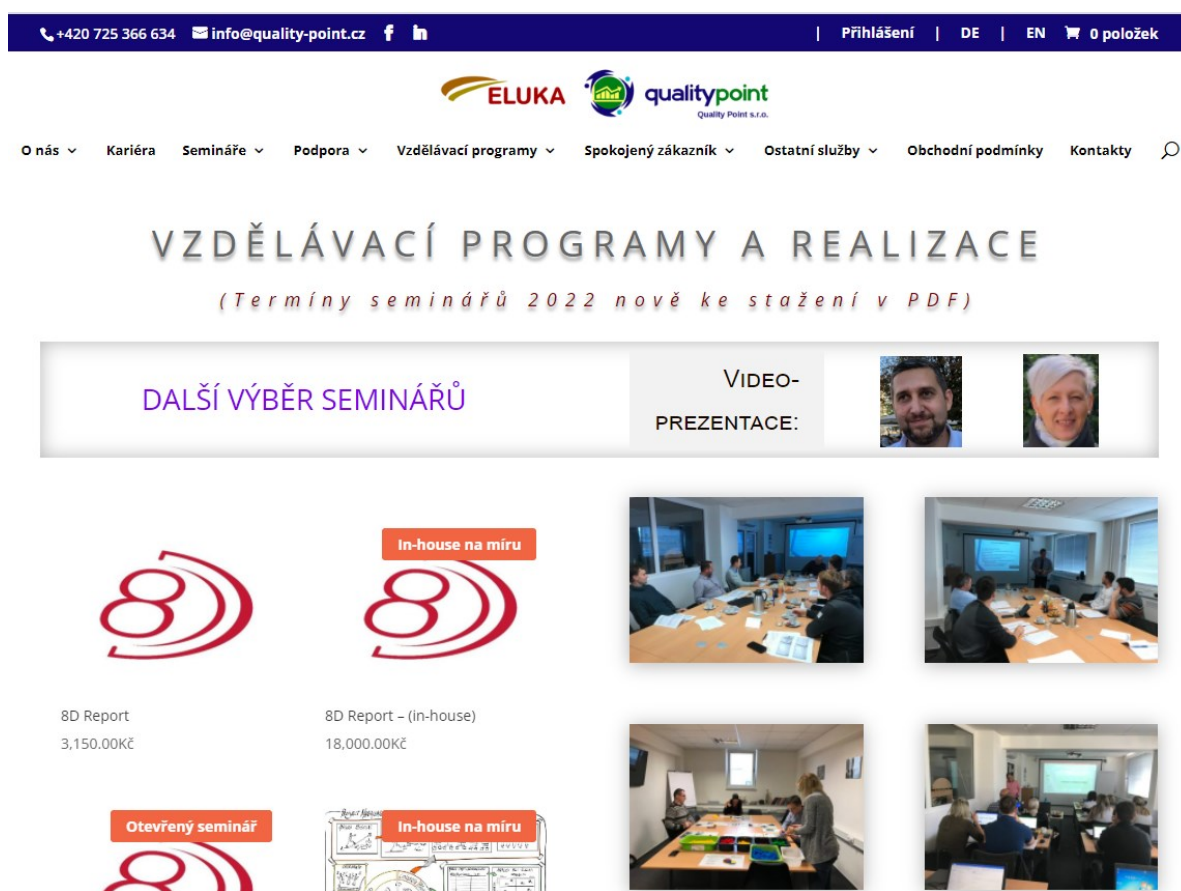 +420 725 366 634 info@quality-point.cz | Přihlášení | DE | EN 0 položek
ELUKA qualitypoint
Quality Point s.r.o.
O nás Kariéra Semináře Podpora Vzdělávací programy Spokojený zákazník Ostatní služby Obchodní podmínky Kontakty
VZDĚLÁVACÍ PROGRAMY A REALIZACE
(Termíny seminářů 2022 nově ke stažení v PDF)
DALŠÍ VÝBĚR SEMINÁŘŮ
VIDEO-
PREZENTACE:
8D
In-house na míru
8D
8D Report
3,150.00Kč
8D Report – (in-house)
18,000.00Kč
Otevřený seminář
In-house na míru